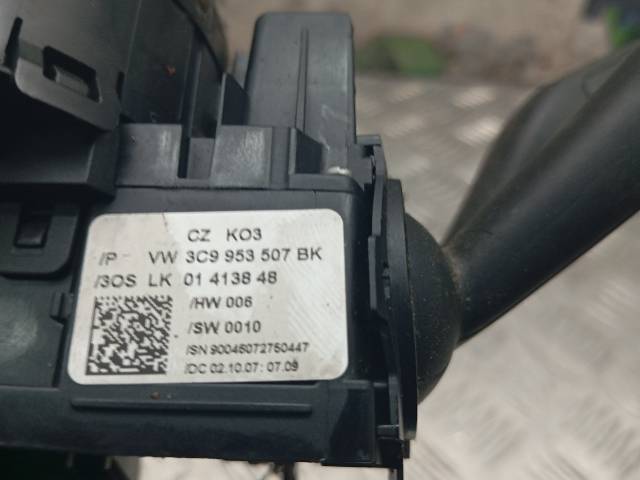 CZ KO3
/P VW 3C9 953 507 BK
/3OS LK 01 4138 48
/HW 006
/SW 0010
/SN 90046072750447
/DC 02.10.07: 07.09